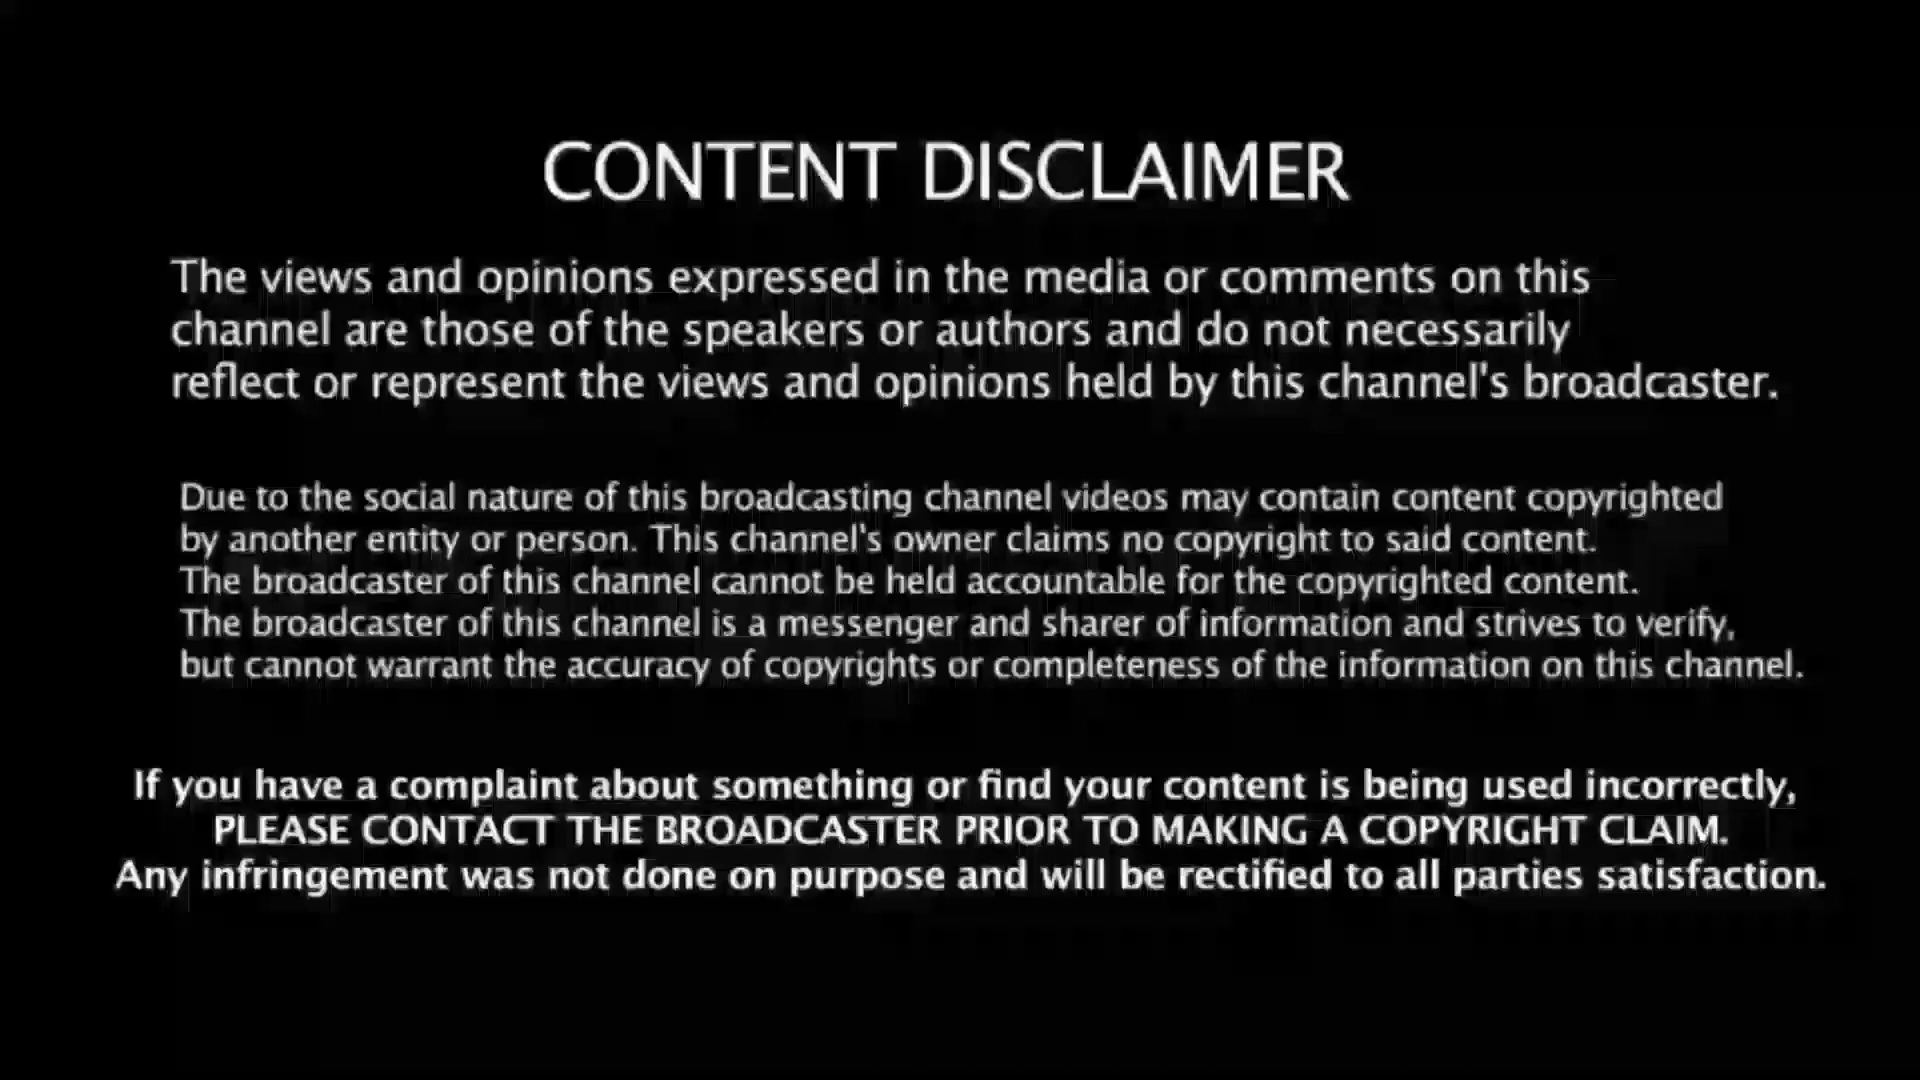 CONTENT DISCLAIMER
The views and opinions expressed in the media or comments on this
channel are those of the speakers or authors and do not necessarily
reflect or represent the views and opinions held by this channel's broadcaster.
Due to the social nature of this broadcasting channel videos may contain content copyrighted
by another entity or person. This channel's owner claims no copyright to said content.
The broadcaster of this channel cannot be held accountable for the copyrighted content.
The broadcaster of this channel is a messenger and sharer of information and strives to verify,
but cannot warrant the accuracy of copyrights or completeness of the information on this channel.
If you have a complaint about something or find your content is being used incorrectly,
PLEASE CONTACT THE BROADCASTER PRIOR TO MAKING A COPYRIGHT CLAIM.
Any infringement was not done on purpose and will be rectified to all parties satisfaction.